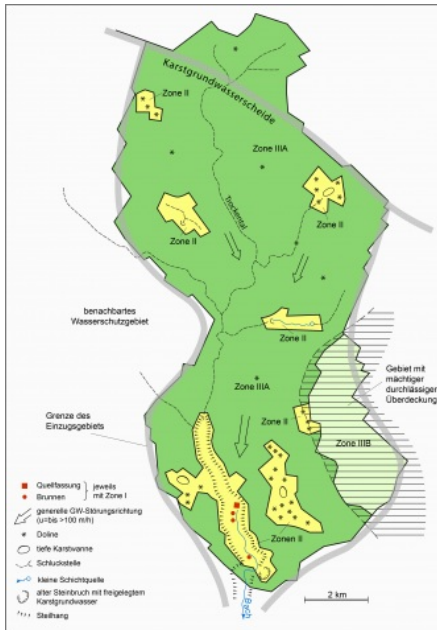 Karstgrundwasserscheide
Zone II
Zone IIIA
Trockental
Zone II
Zone II
benachbartes
Wasserschutzgebiet
Zone II
Gebiet mit
mächtiger
durchlässiger
Überdeckung
Zone IIIA
Grenze des
Einzugsgebiets
Zone II
Zone IIIB
Quellfassung
Brunnen
jeweils
mit Zone I
generelle GW-Störungsrichtung
(u=bis >100 m/h)
Doline
tiefe Karstwanne
Schluckstelle
kleine Schichtquelle
alter Steinbruch mit freigelegtem
Karstgrundwasser
Steilhang
Zonen II
2 km